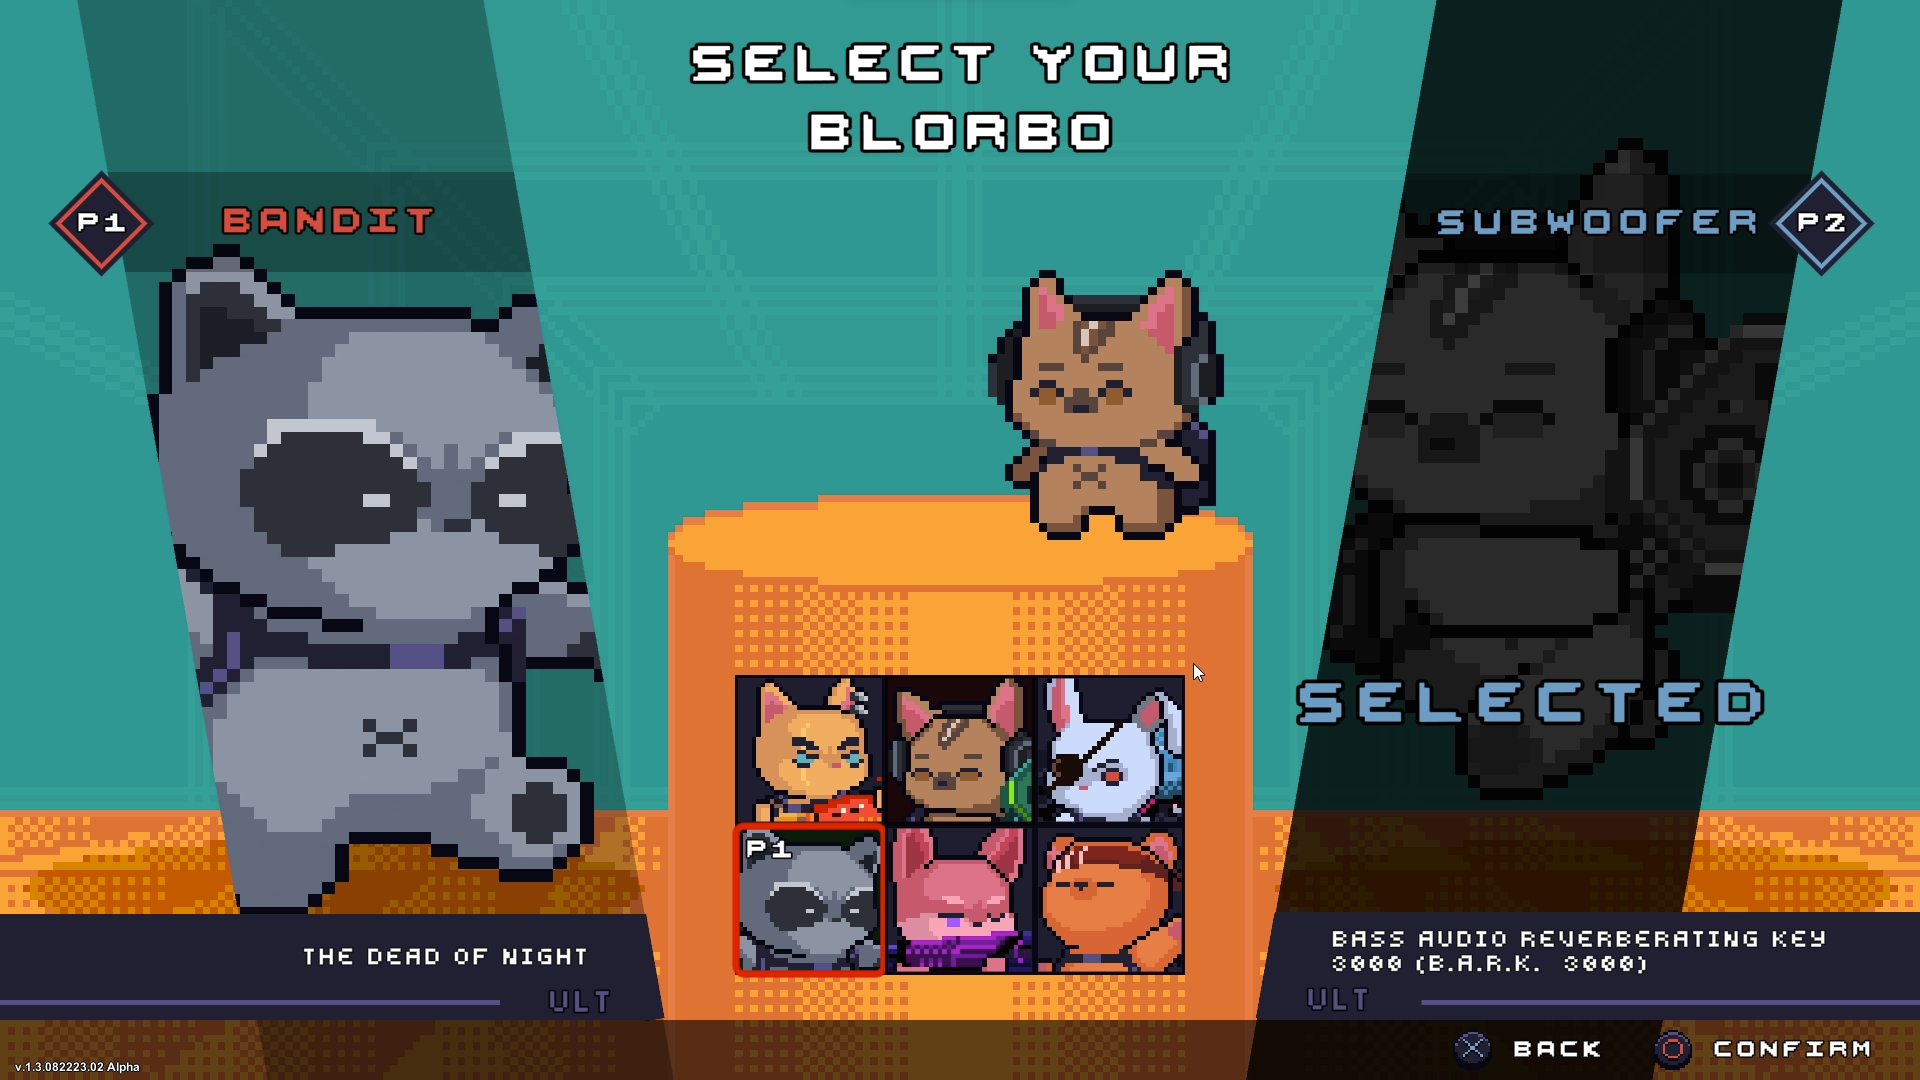 SELECT YOUR
BLORBO
P1
BANDIT
SUBWOOFER
P2
SELECTED
P1
THE DEAD OF NIGHT
ULT
BASS AUDIO REVERBERATING KEY
3000 (B.A.R.K. 3000)
ULT
BACK
CONFIRM
v.1.3.082223.02 Alpha